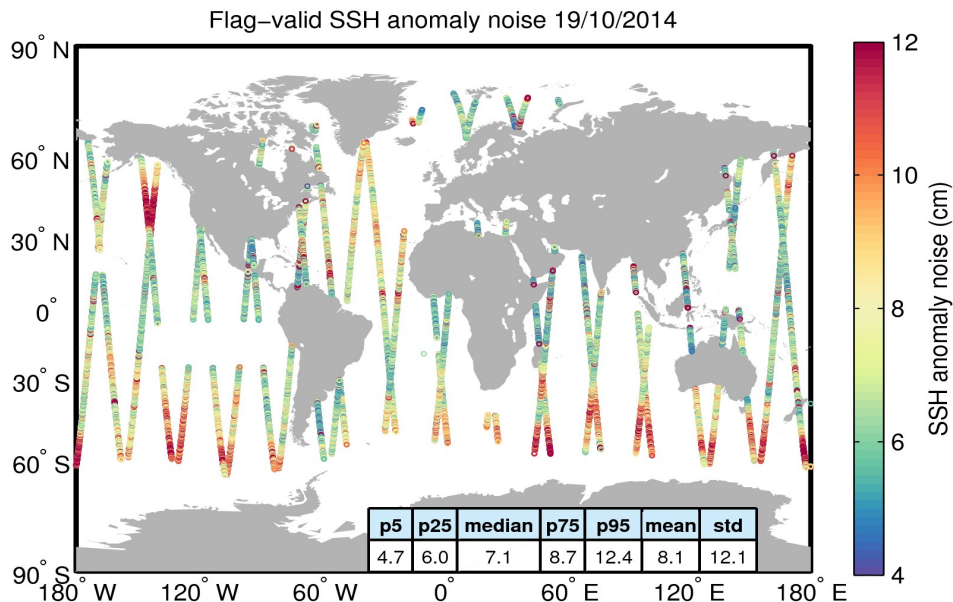 Flag-valid SSH anomaly noise 19/10/2014
90° N
60° N
30° N
0°
30° S
60° S
90° S
180° W
120° W
60° W
0°
60° E
120° E
180° E
p5 p25 median p75 p95 mean std
4.7 6.0 7.1 8.7 12.4 8.1 12.1
12
10
8
6
4
SSH anomaly noise (cm)